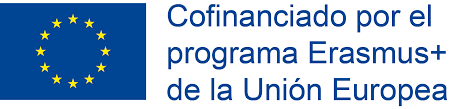 Cofinanciado por el
programa Erasmus+
de la Unión Europea